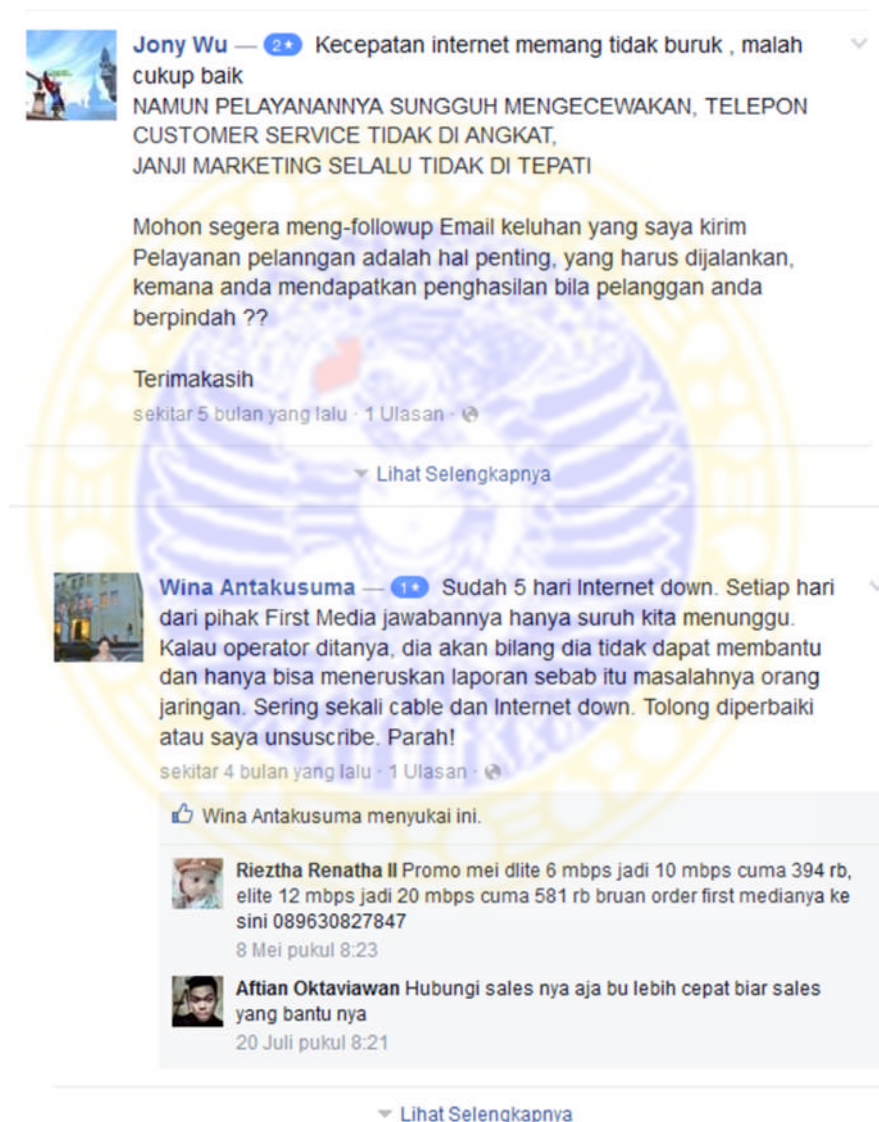 Jony Wu — 2★ Kecepatan internet memang tidak buruk , malah
cukup baik
NAMUN PELAYANANNYA SUNGGUH MENGECEWAKAN, TELEPON
CUSTOMER SERVICE TIDAK DI ANGKAT,
JANJI MARKETING SELALU TIDAK DI TEPATI
Mohon segera meng-followup Email keluhan yang saya kirim
Pelayanan pelanngan adalah hal penting, yang harus dijalankan,
kemana anda mendapatkan penghasilan bila pelanggan anda
berpindah ??
Terimakasih
sekitar 5 bulan yang lalu · 1 Ulasan ·
Lihat Selengkapnya
Wina Antakusuma — 1★ Sudah 5 hari Internet down. Setiap hari
dari pihak First Media jawabannya hanya suruh kita menunggu.
Kalau operator ditanya, dia akan bilang dia tidak dapat membantu
dan hanya bisa meneruskan laporan sebab itu masalahnya orang
jaringan. Sering sekali cable dan Internet down. Tolong diperbaiki
atau saya unsuscribe. Parah!
sekitar 4 bulan yang lalu · 1 Ulasan ·
Wina Antakusuma menyukai ini.
Rieztha Renatha II Promo mei dlite 6 mbps jadi 10 mbps cuma 394 rb,
elite 12 mbps jadi 20 mbps cuma 581 rb bruan order first medianya ke
sini 089630827847
8 Mei pukul 8:23
Aftian Oktaviawan Hubungi sales nya aja bu lebih cepat biar sales
yang bantu nya
20 Juli pukul 8:21
Lihat Selengkapnya